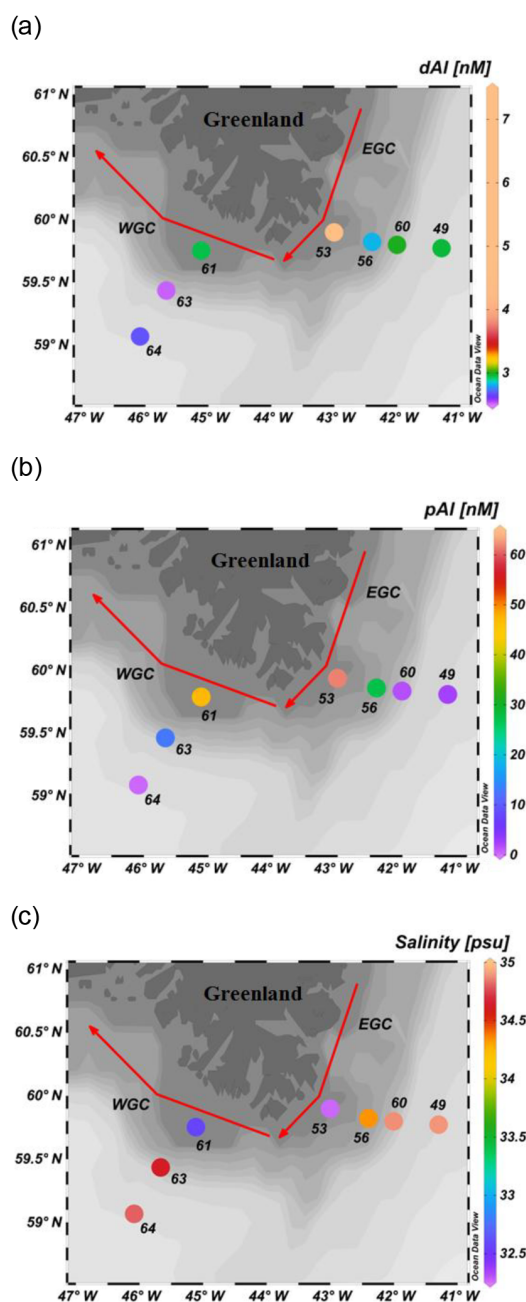 (a)
dAl [nM]
61° N
Greenland
7
EGC
60.5° N
6
60° N
WGC
53
60
49
56
5
61
59.5° N
63
4
59° N
64
3
Ocean Data View
47° W 46° W 45° W 44° W 43° W 42° W 41° W
(b)
pAl [nM]
61° N
Greenland
60
EGC
60.5° N
50
60° N
WGC
40
60
49
53
56
61
30
59.5° N
63
20
59° N
64
10
Ocean Data View
0
47° W 46° W 45° W 44° W 43° W 42° W 41° W
(c)
Salinity [psu]
61° N
35
Greenland
34.5
EGC
60.5° N
34
60° N
WGC
60
49
53
56
61
33.5
59.5° N
63
33
59° N
64
32.5
Ocean Data View
47° W 46° W 45° W 44° W 43° W 42° W 41° W